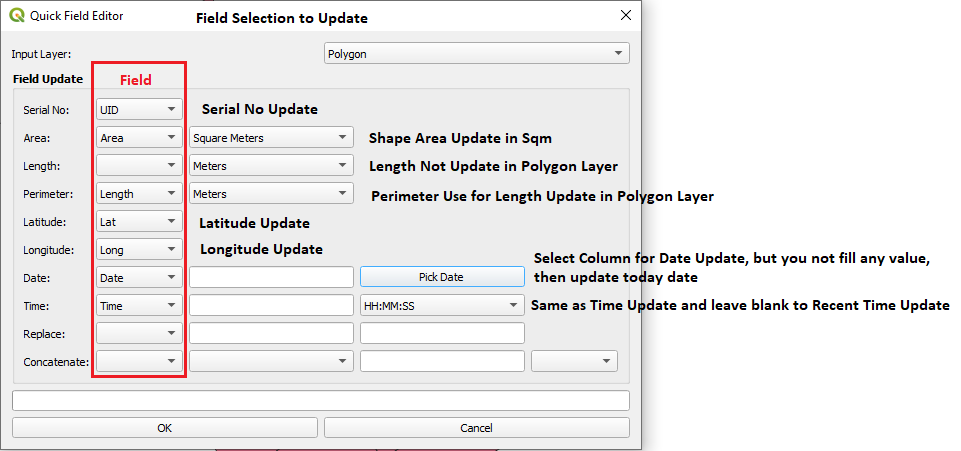 Quick Field Editor
Field Selection to Update
Input Layer: Polygon
Field Update Field
Serial No: UID Serial No Update
Area: Area Square Meters Shape Area Update in Sqm
Length: Meters Length Not Update in Polygon Layer
Perimeter: Length Meters Perimeter Use for Length Update in Polygon Layer
Latitude: Lat Latitude Update
Longitude: Long Longitude Update
Select Column for Date Update, but you not fill any value,
Date: Date Pick Date then update today date
Time: Time HH:MM:SS Same as Time Update and leave blank to Recent Time Update
Replace:
Concatenate:
OK Cancel